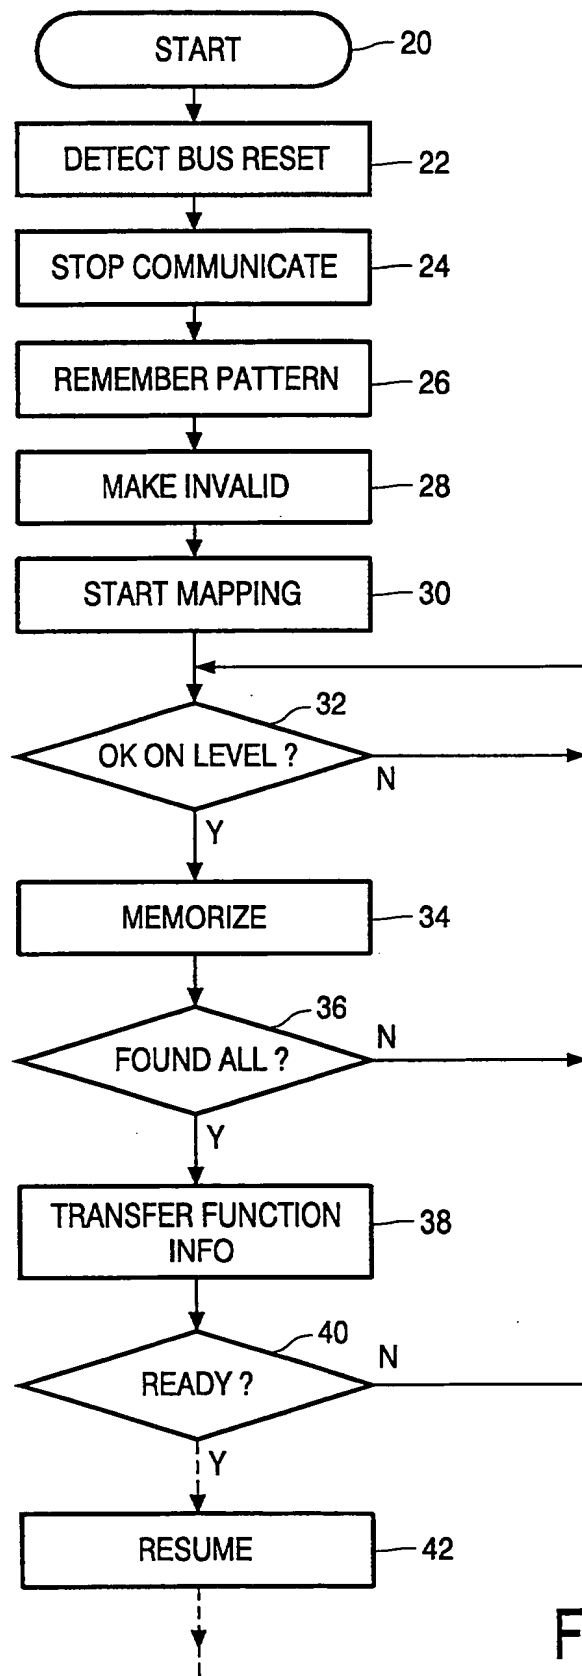 START
20
DETECT BUS RESET
22
STOP COMMUNICATE
24
REMEMBER PATTERN
26
MAKE INVALID
28
START MAPPING
30
32
OK ON LEVEL ?
N
Y
MEMORIZE
34
36
N
FOUND ALL ?
Y
TRANSFER FUNCTION
INFO
38
40
N
READY ?
Y
RESUME
42
F